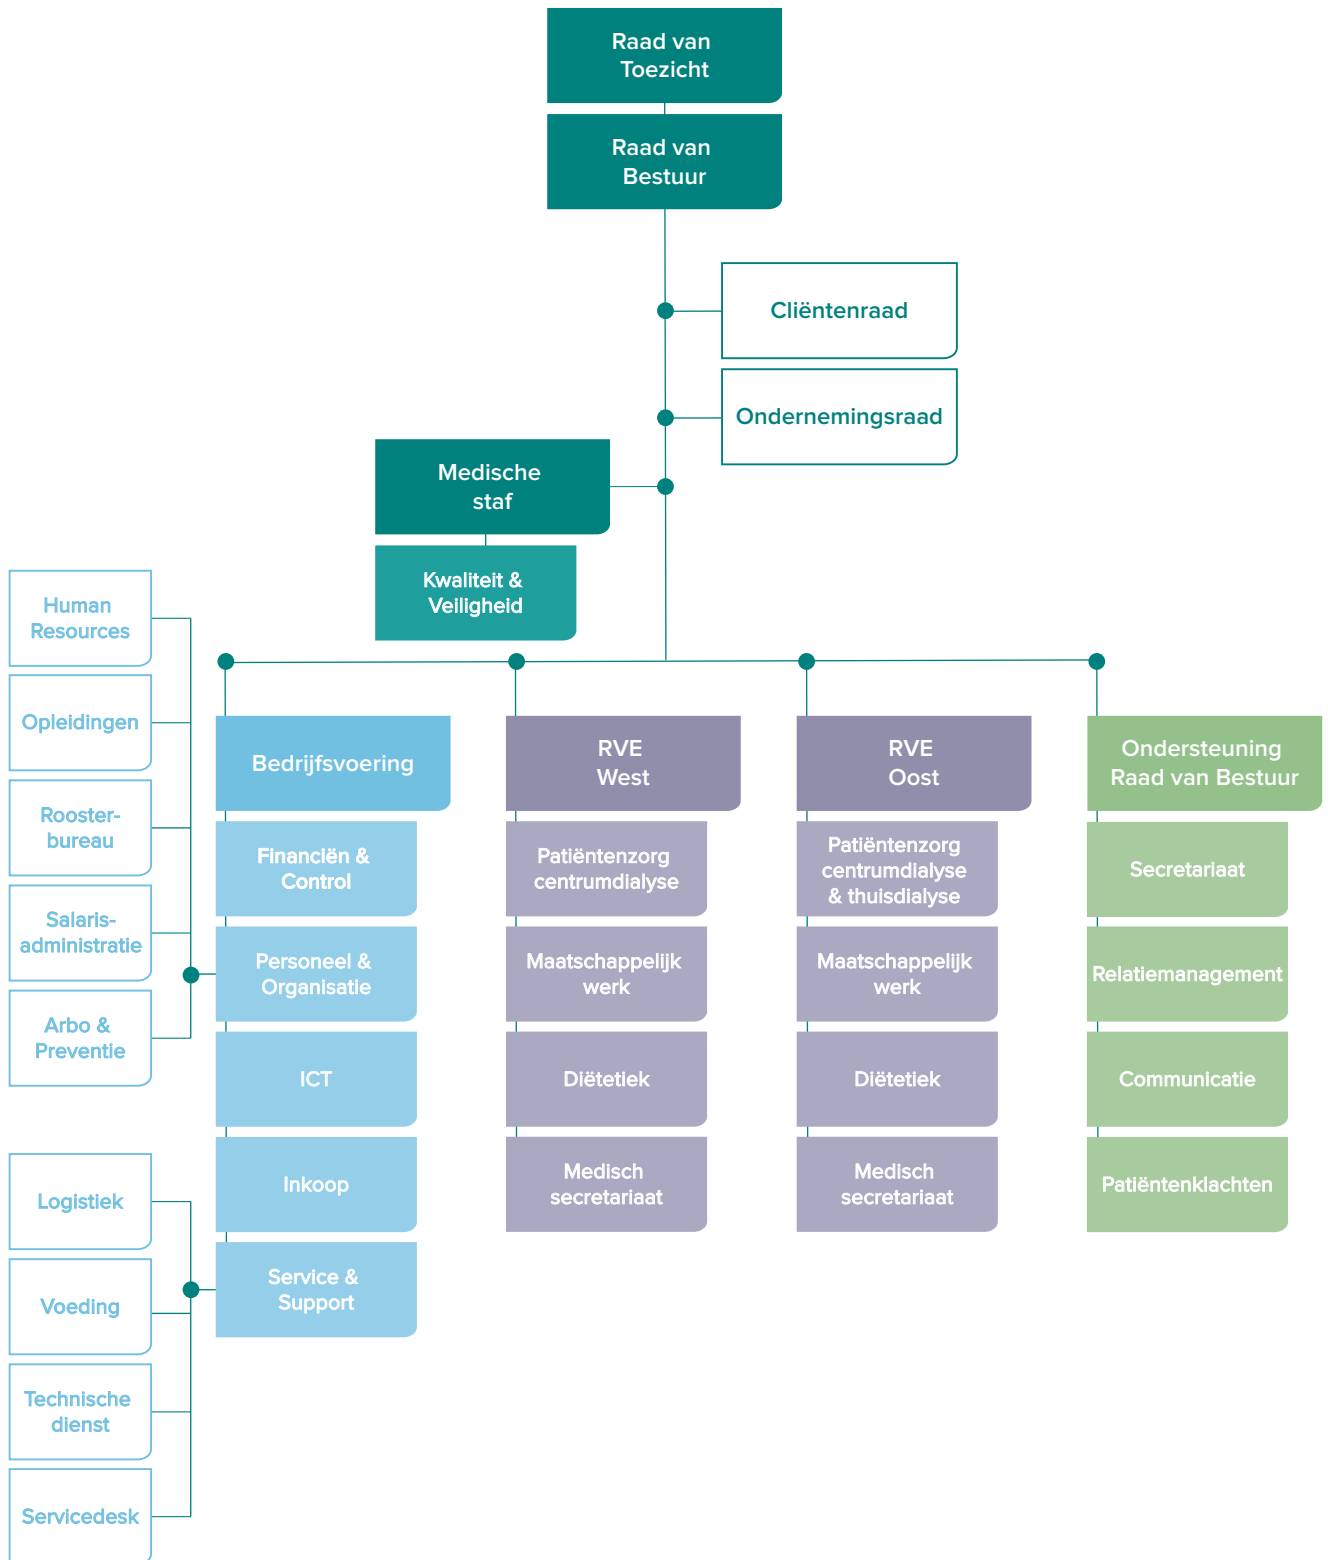 Raad van
Toezicht
Raad van
Bestuur
Cliëntenraad
Ondernemingsraad
Medische
staf
Kwaliteit &
Veiligheid
Human
Resources
Opleidingen
Rooster-
bureau
Salaris-
administratie
Arbo &
Preventie
Logistiek
Voeding
Technische
dienst
Servicedesk
Bedrijfsvoering
Financiën &
Control
Personeel &
Organisatie
ICT
Inkoop
Service &
Support
RVE
West
Patiëntenzorg
centrumdialyse
Maatschappelijk
werk
Diëtetiek
Medisch
secretariaat
RVE
Oost
Patiëntenzorg
centrumdialyse
& thuisdialyse
Maatschappelijk
werk
Diëtetiek
Medisch
secretariaat
Ondersteuning
Raad van Bestuur
Secretariaat
Relatiemanagement
Communicatie
Patiëntenklachten